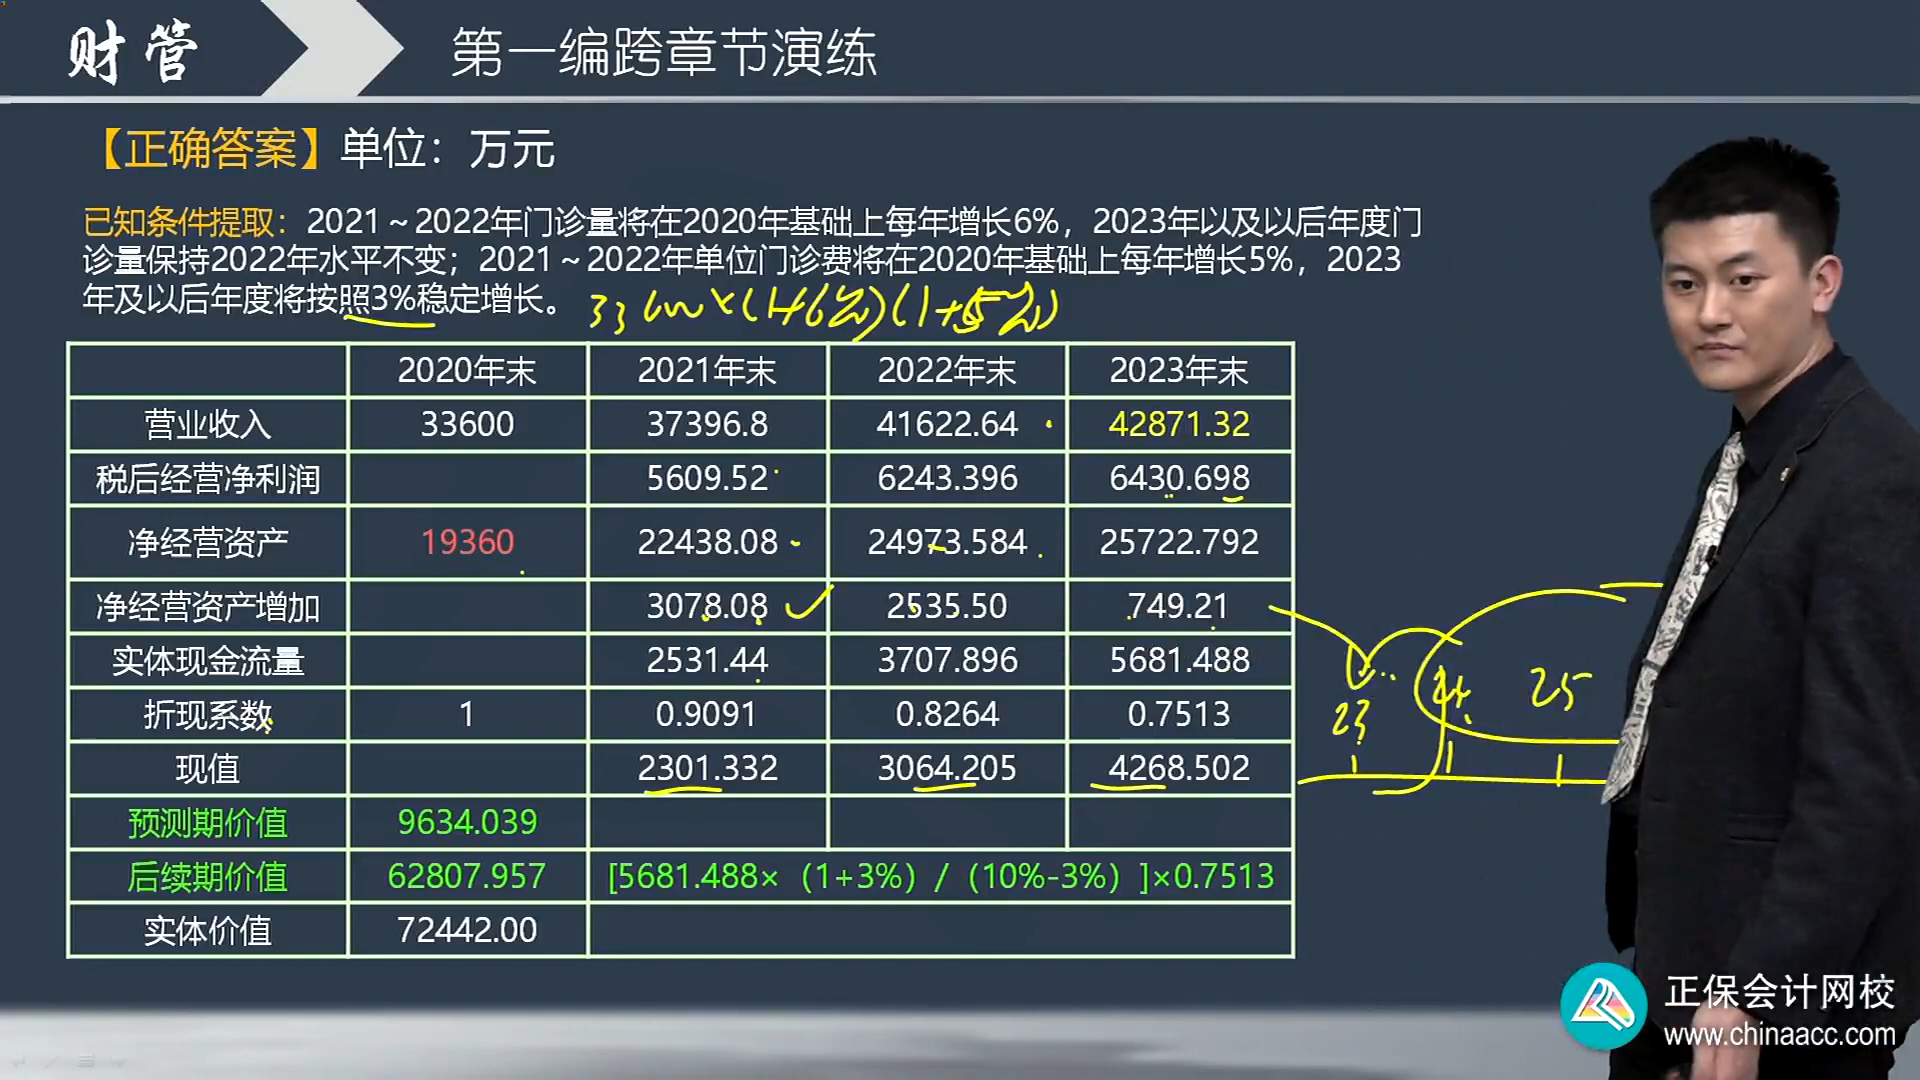 财管
第一编跨章节演练
【正确答案】单位：万元
已知条件提取：2021～2022年门诊量将在2020年基础上每年增长6%，2023年以及以后年度门
诊量保持2022年水平不变；2021～2022年单位门诊费将在2020年基础上每年增长5%，2023
年及以后年度将按照3%稳定增长。
(1+6%)(1+5%)
2020年末 2021年末 2022年末 2023年末
营业收入 33600 37396.8 41622.64 42871.32
税后经营净利润 5609.52 6243.396 6430.698
净经营资产 19360 22438.08 24973.584 25722.792
净经营资产增加 3078.08 2535.50 749.21
实体现金流量 2531.44 3707.896 5681.488
折现系数 1 0.9091 0.8264 0.7513
现值 2301.332 3064.205 4268.502
预测期价值 9634.039
后续期价值 62807.957 [5681.488×（1+3%）/（10%-3%）]×0.7513
实体价值 72442.00
23 24 25
正保会计网校
www.chinaacc.com